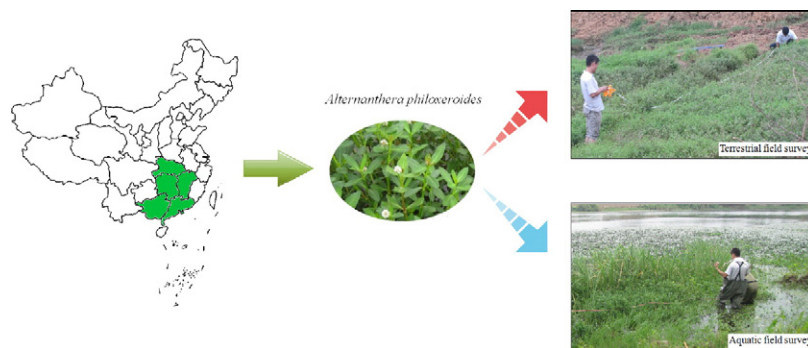 Alternanthera philoxeroides
Terrestrial field survey
Aquatic field survey